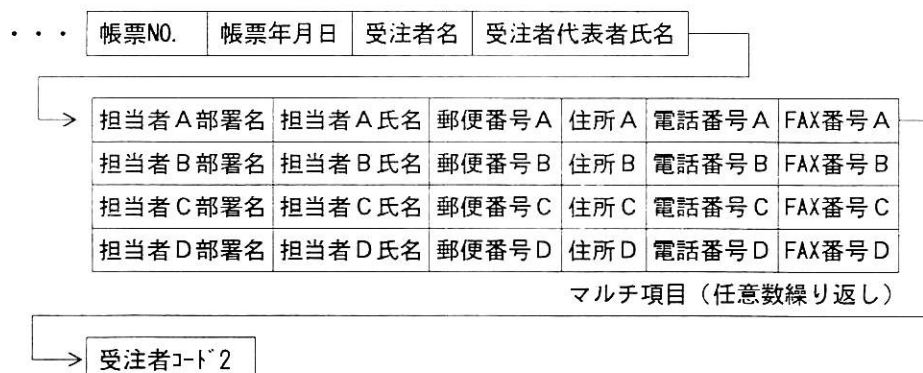 ・・・ 帳票NO. 帳票年月日 受注者名 受注者代表者氏名
担当者A部署名 担当者A氏名 郵便番号A 住所A 電話番号A FAX番号A
担当者B部署名 担当者B氏名 郵便番号B 住所B 電話番号B FAX番号B
担当者C部署名 担当者C氏名 郵便番号C 住所C 電話番号C FAX番号C
担当者D部署名 担当者D氏名 郵便番号D 住所D 電話番号D FAX番号D
マルチ項目（任意数繰り返し）
受注者ｺｰﾄﾞ2